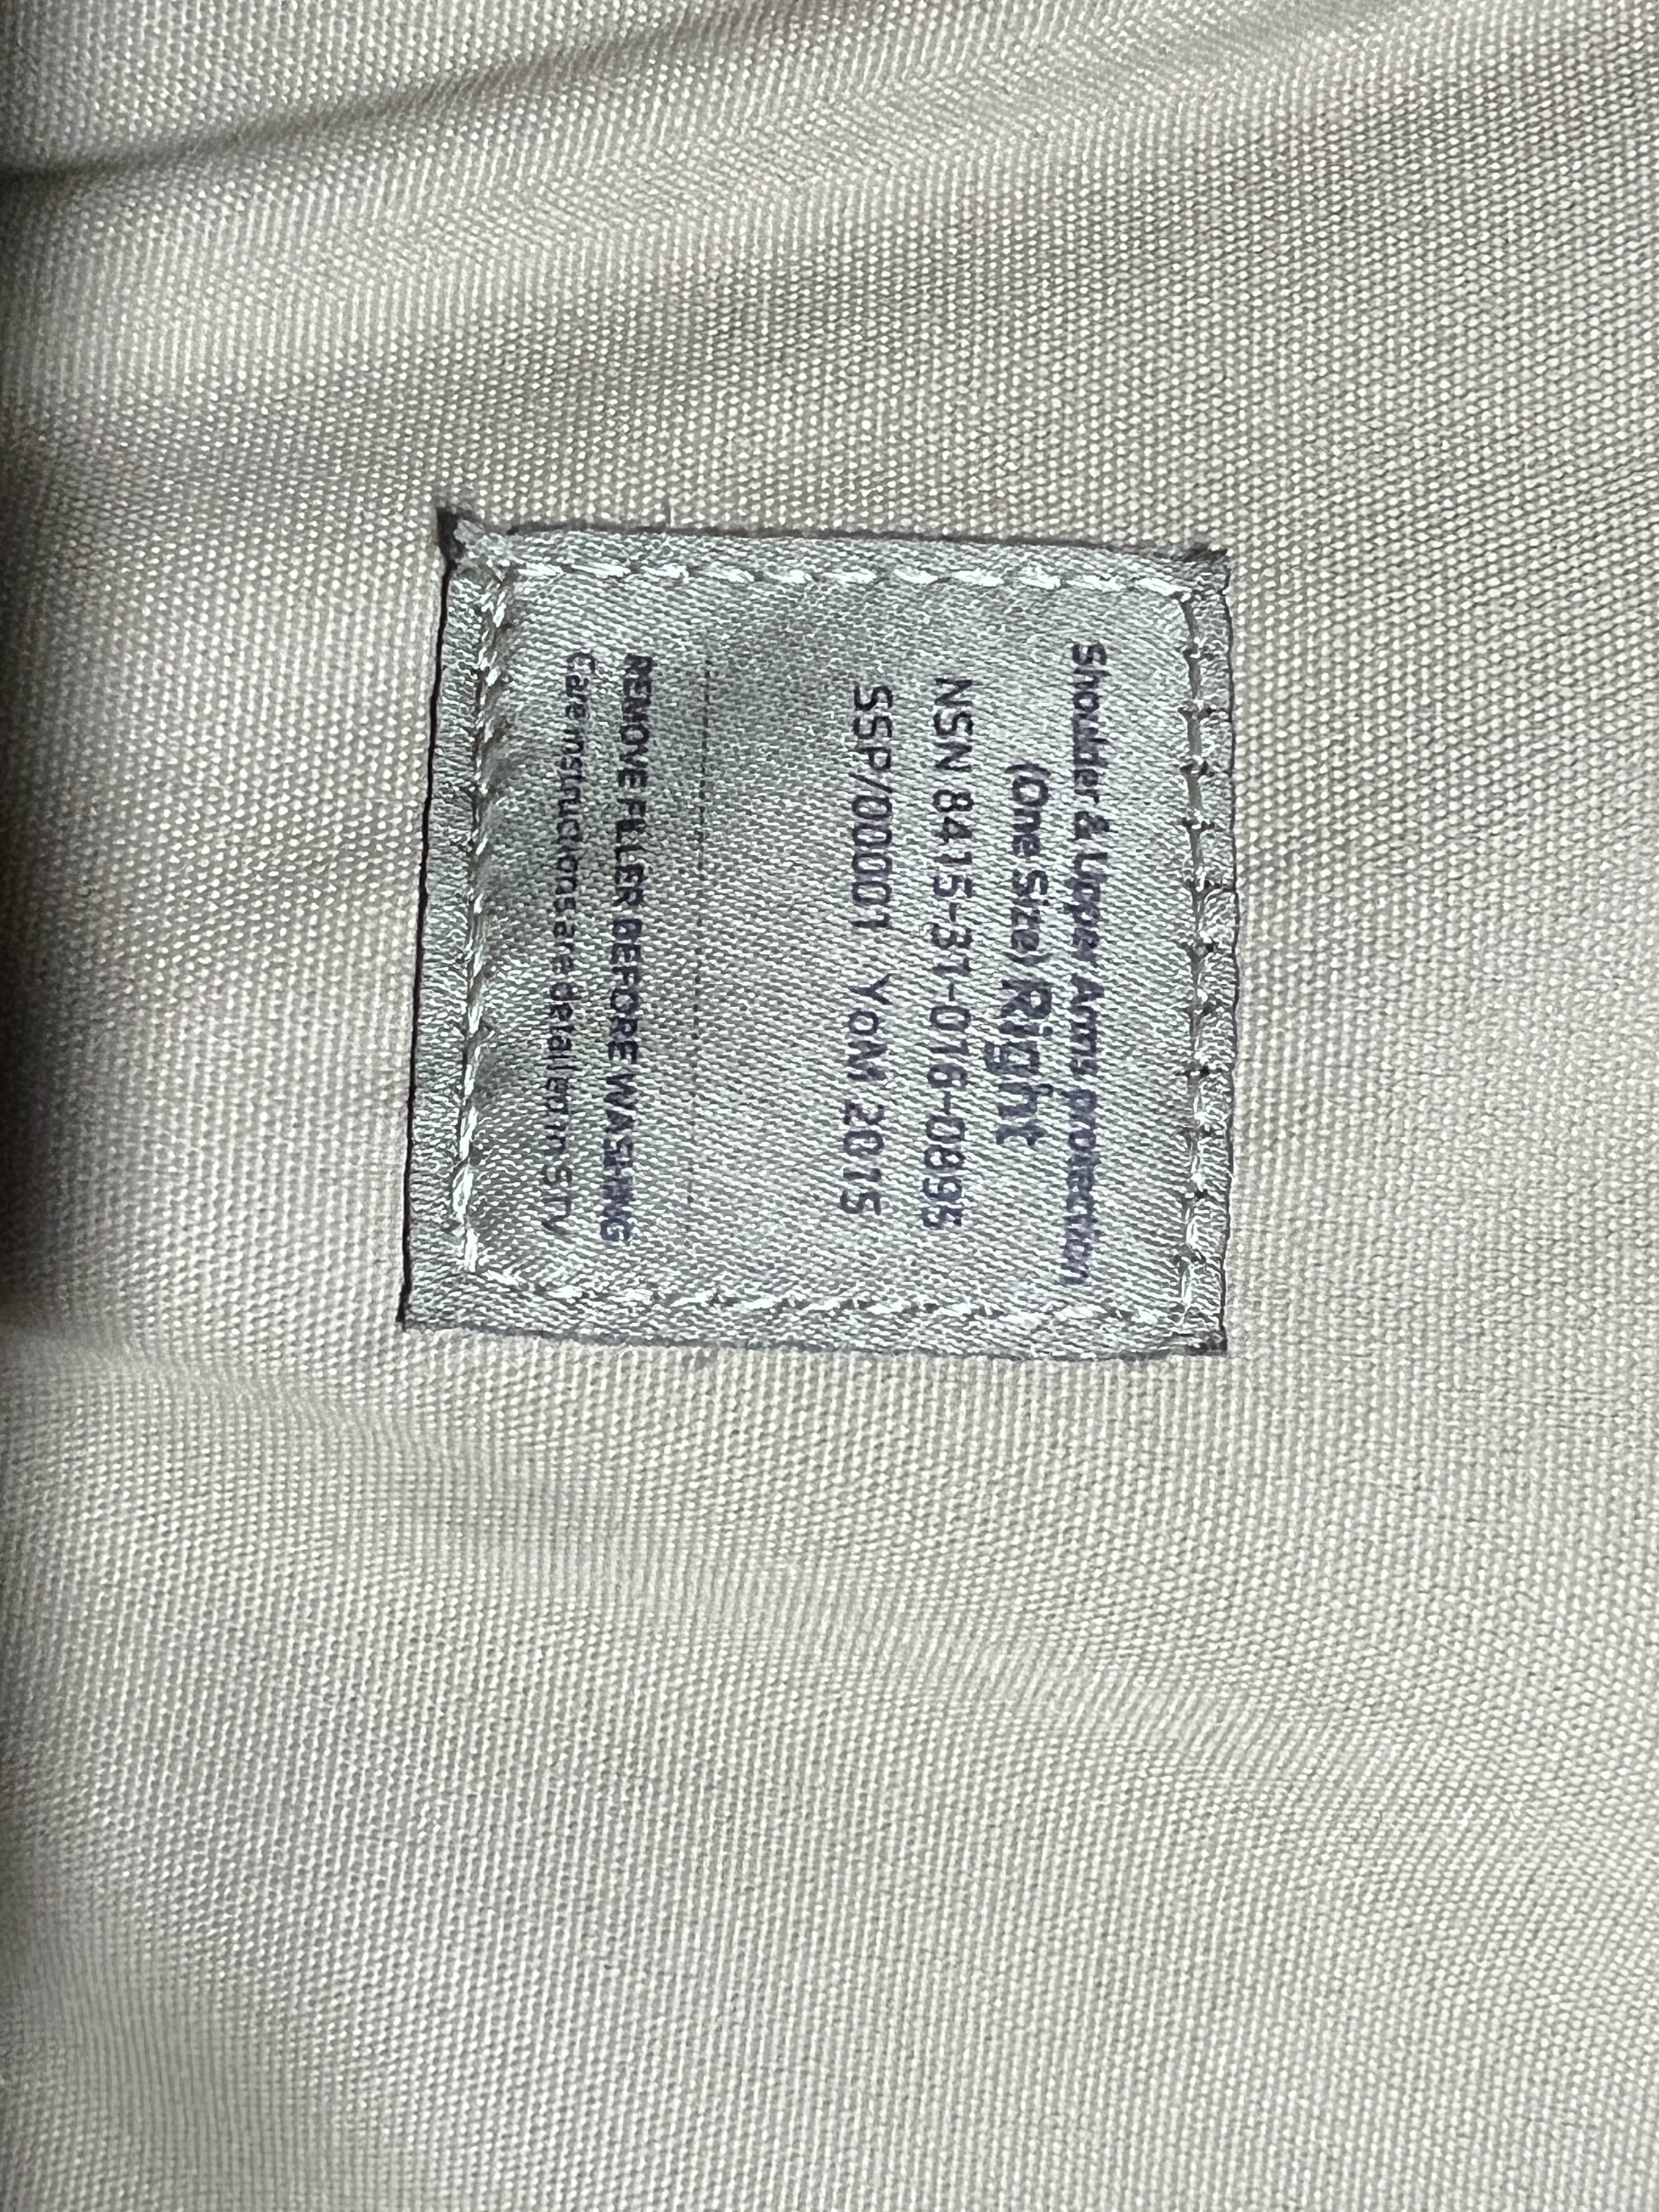 Shoulder & Upper Arms protection
(One Size) Right
NSN 8415-31-016-0895
SSP/00001 YoM 2015
REMOVE FILLER BEFORE WASHING
Care instructions are detailed in